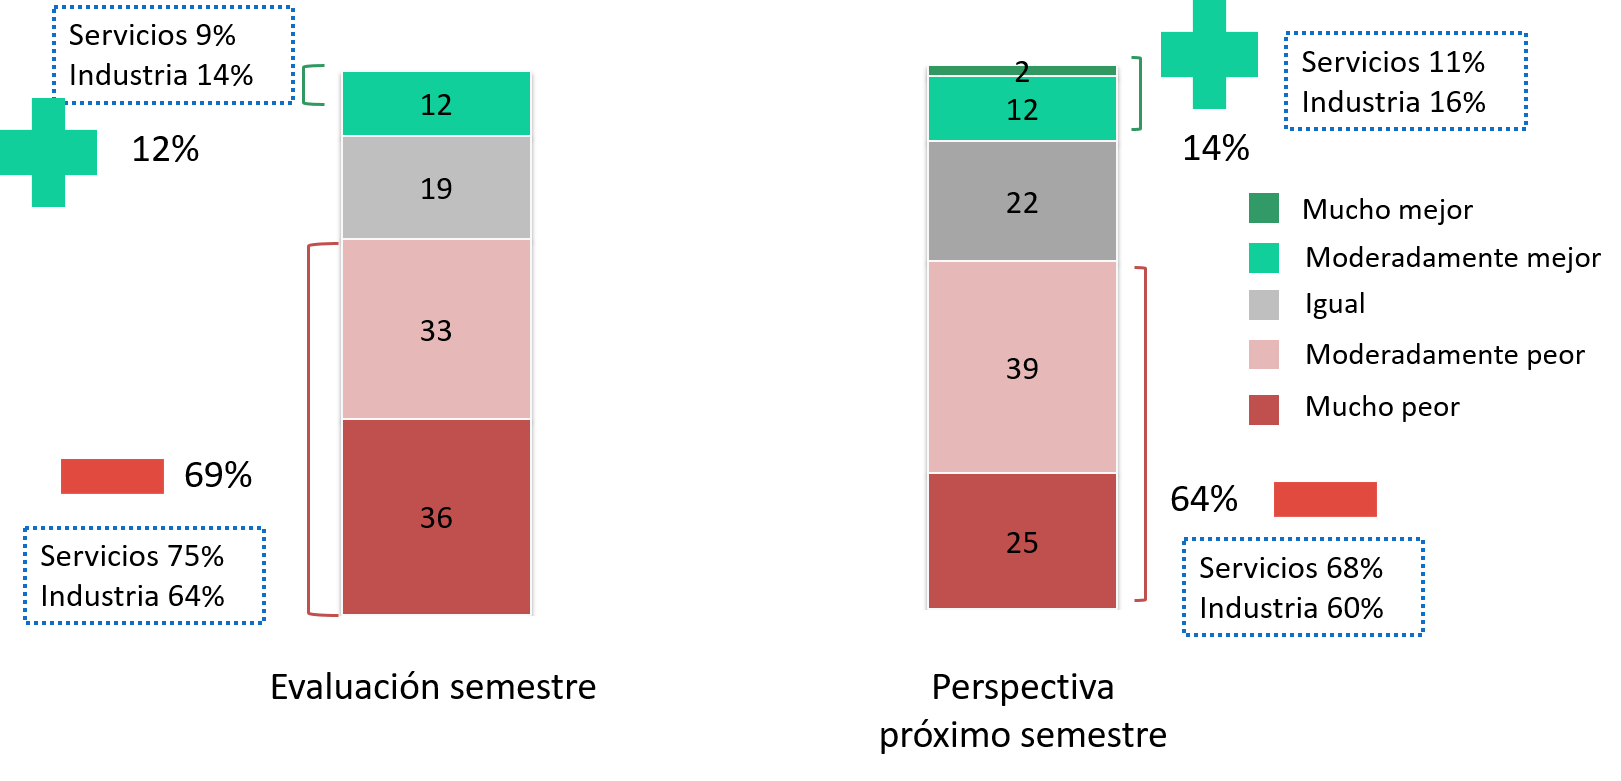 Servicios 9%
Industria 14%
12%
12
19
33
36
69%
Servicios 75%
Industria 64%
Evaluación semestre
2
12
22
39
25
Servicios 11%
Industria 16%
14%
Mucho mejor
Moderadamente mejor
Igual
Moderadamente peor
Mucho peor
64%
Servicios 68%
Industria 60%
Perspectiva
próximo semestre